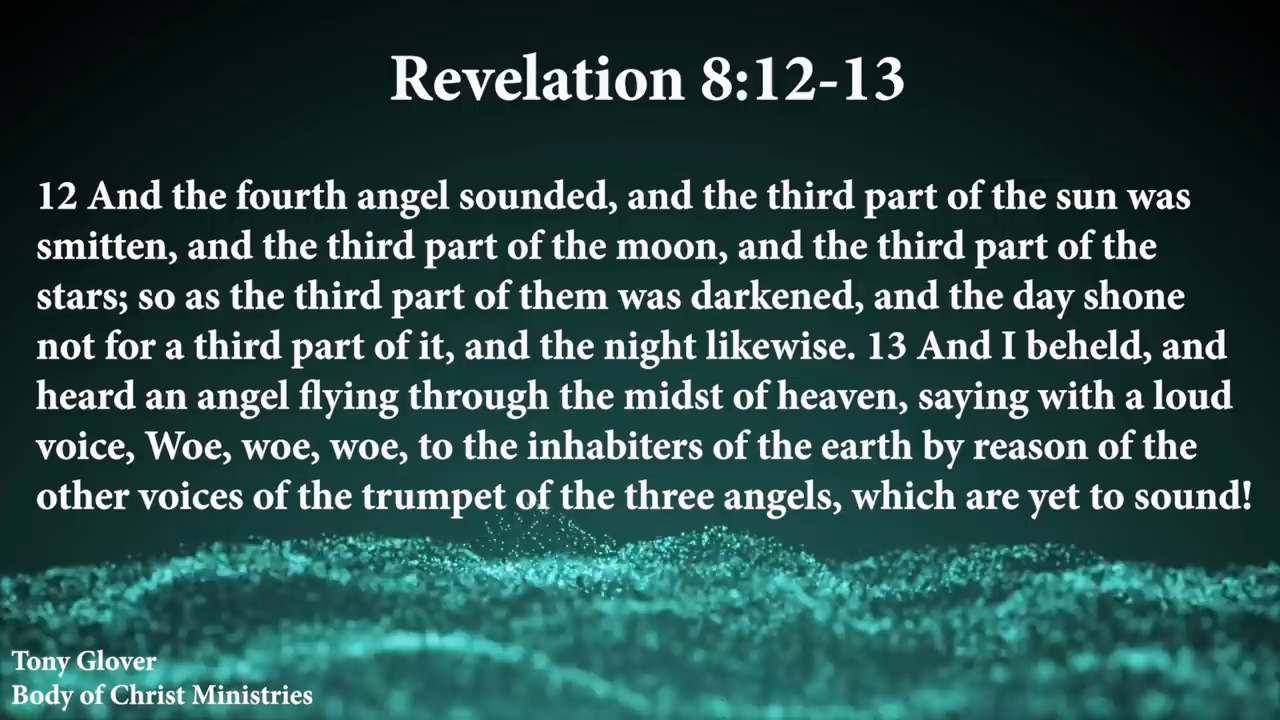 Revelation 8:12-13
12 And the fourth angel sounded, and the third part of the sun was
smitten, and the third part of the moon, and the third part of the
stars; so as the third part of them was darkened, and the day shone
not for a third part of it, and the night likewise. 13 And I beheld, and
heard an angel flying through the midst of heaven, saying with a loud
voice, Woe, woe, woe, to the inhabiters of the earth by reason of the
other voices of the trumpet of the three angels, which are yet to sound!
Tony Glover
Body of Christ Ministries